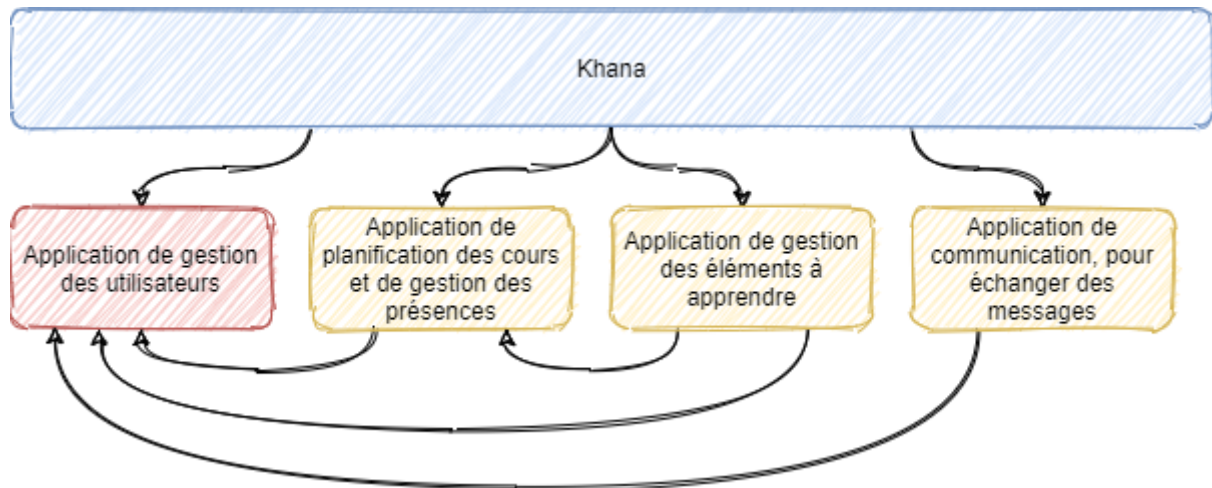 Khana
Application de gestion
des utilisateurs
Application de
planification des cours
et de gestion des
présences
Application de gestion
des éléments à
apprendre
Application de
communication, pour
échanger des
messages